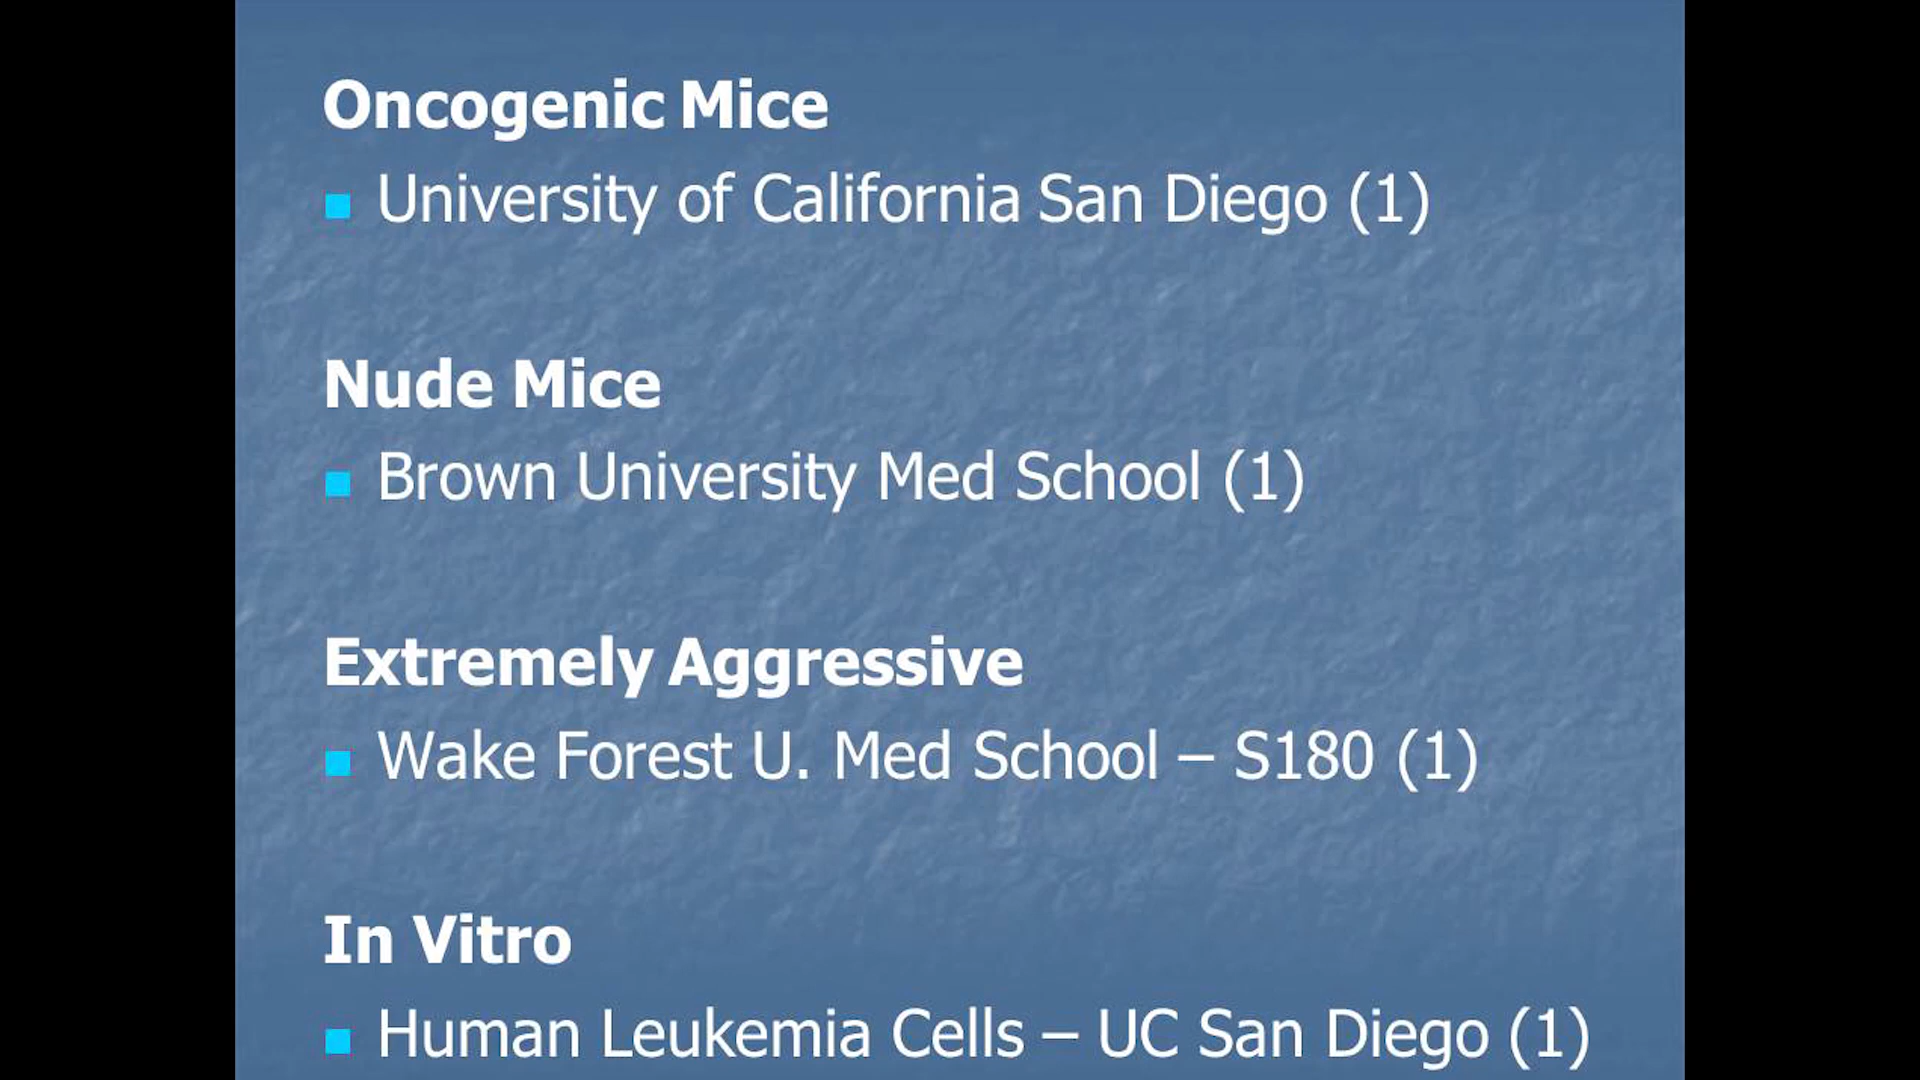 Oncogenic Mice
University of California San Diego (1)
Nude Mice
Brown University Med School (1)
Extremely Aggressive
Wake Forest U. Med School – S180 (1)
In Vitro
Human Leukemia Cells – UC San Diego (1)